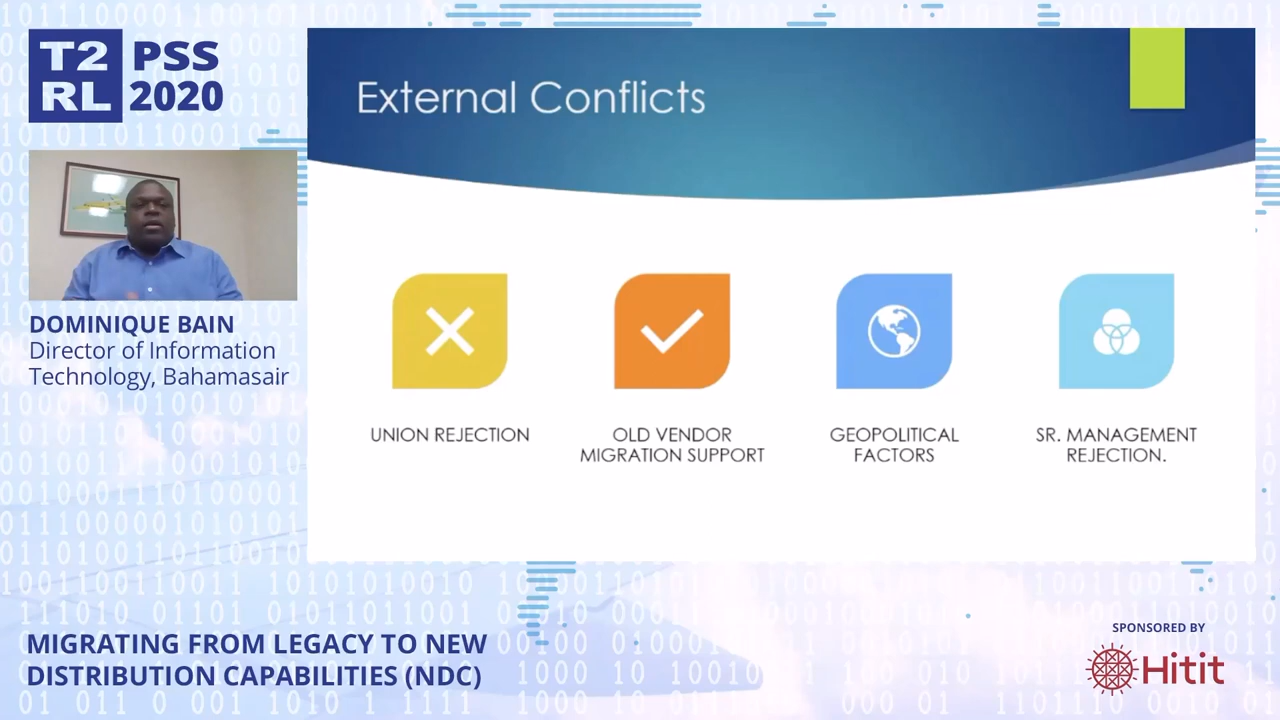 T2
RL
PSS
2020
External Conflicts
DOMINIQUE BAIN
Director of Information
Technology, Bahamasair
UNION REJECTION
OLD VENDOR
MIGRATION SUPPORT
GEOPOLITICAL
FACTORS
SR. MANAGEMENT
REJECTION.
MIGRATING FROM LEGACY TO NEW
DISTRIBUTION CAPABILITIES (NDC)
SPONSORED BY
Hitit